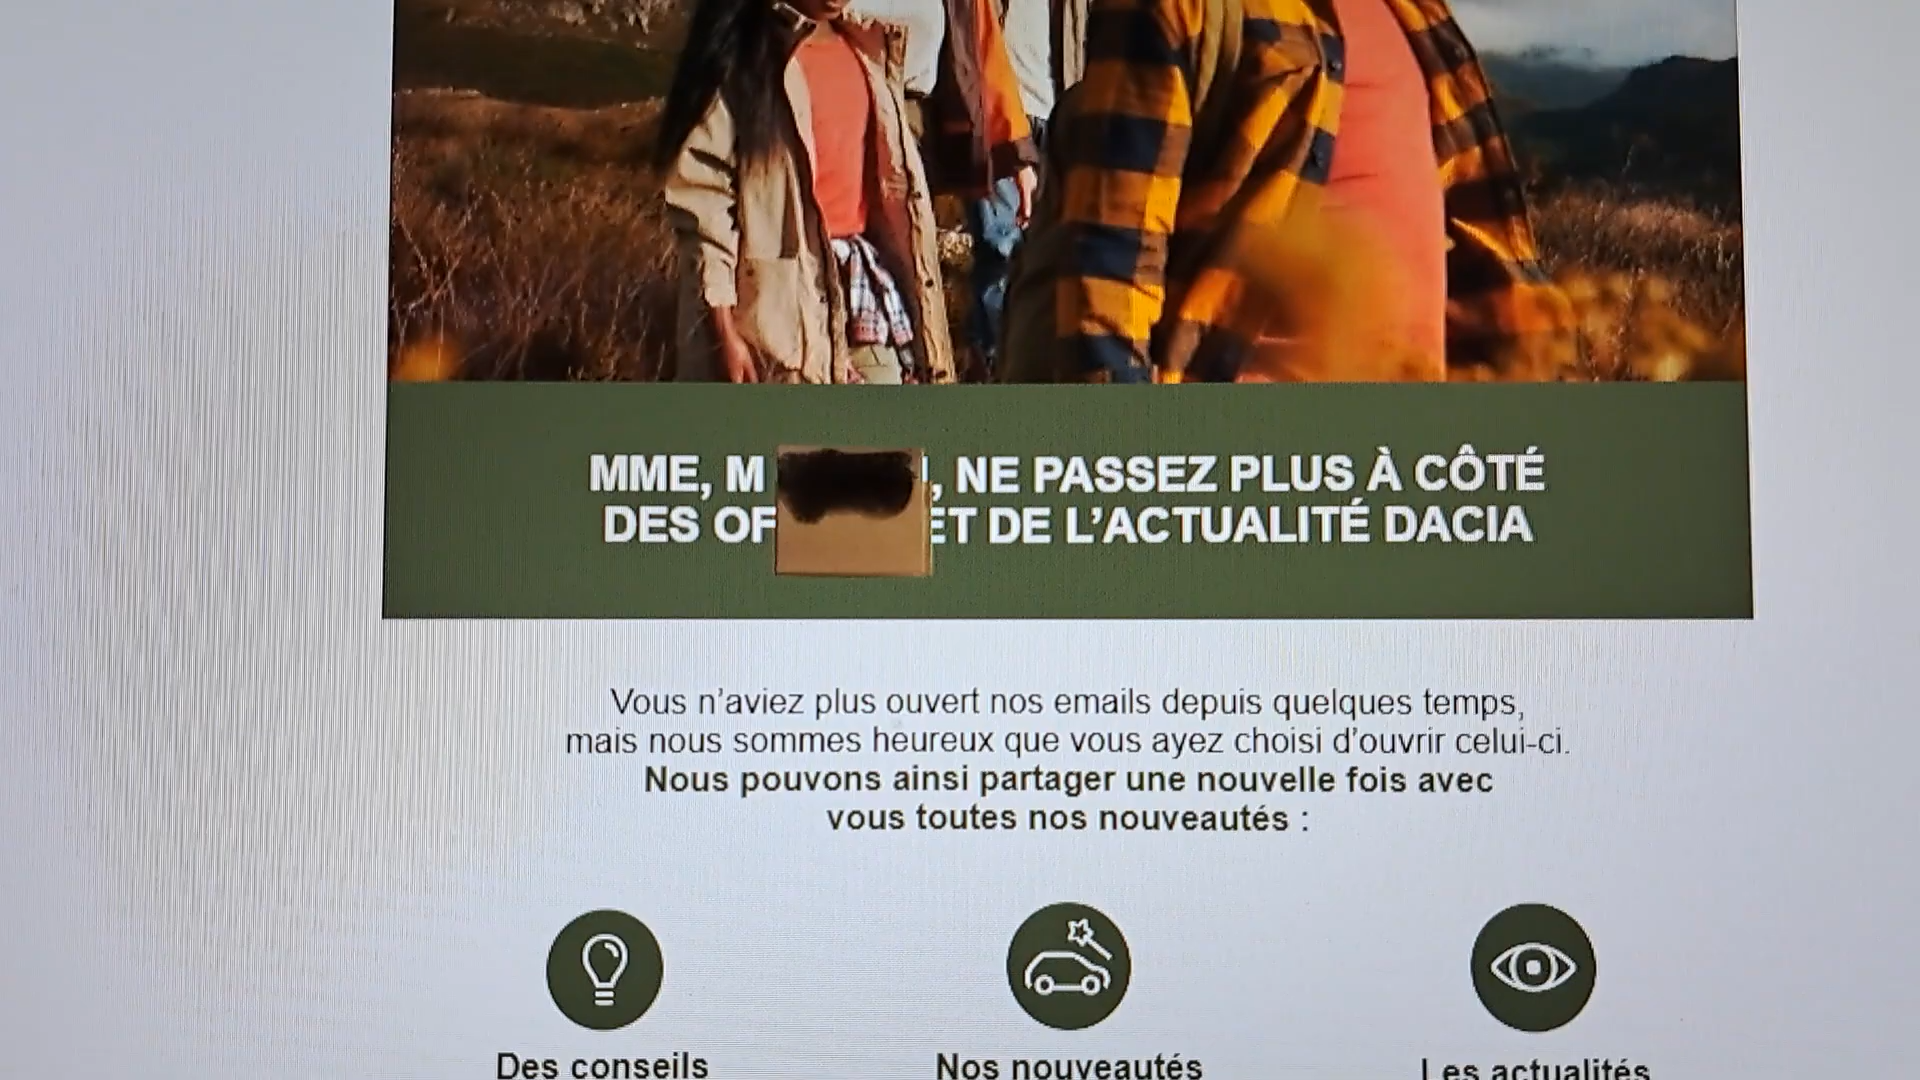 MME, M , NE PASSEZ PLUS À CÔTÉ
DES ET DE L’ACTUALITÉ DACIA
Vous n’aviez plus ouvert nos emails depuis quelques temps,
mais nous sommes heureux que vous ayez choisi d’ouvrir celui-ci.
Nous pouvons ainsi partager une nouvelle fois avec
vous toutes nos nouveautés :
Des conseils
Nos nouveautés
Les actualités